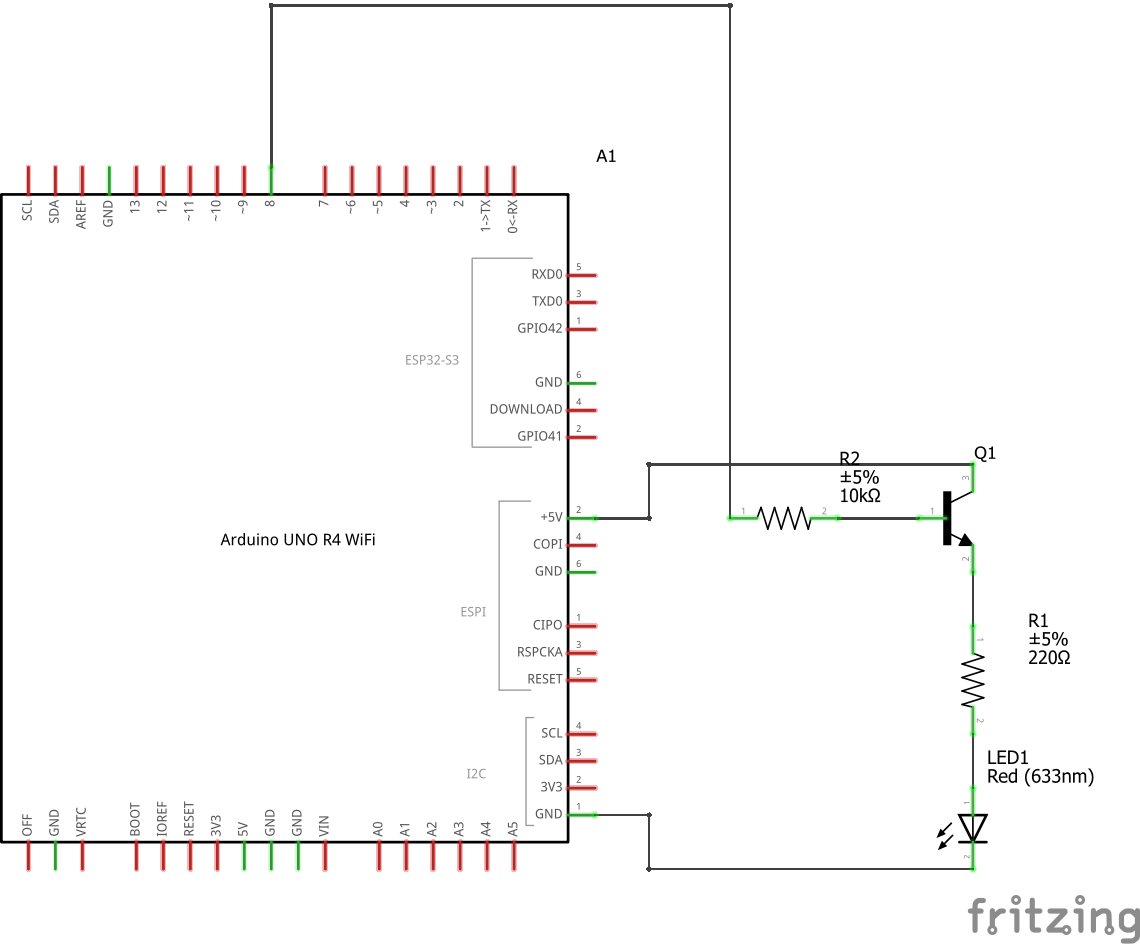 A1
SCL
SDA
AREF
GND
13
12
~11
~10
~9
8
7
~6
~5
4
~3
2
1->TX
0<-RX
RXD0 5
TXD0 3
GPIO42 1
ESP32-S3
GND 6
DOWNLOAD 4
GPIO41 2
+5V 2
COPI 4
GND 6
Arduino UNO R4 WiFi
ESPI
CIPO 1
RSPCKA 3
RESET 5
SCL 4
SDA 3
I2C
3V3 2
GND 1
OFF
GND
VRTC
BOOT
IOREF
RESET
3V3
5V
GND
GND
VIN
A0
A1
A2
A3
A4
A5
R2
±5%
10kΩ
1 2
Q1
3
1
2
R1
±5%
220Ω
1
2
LED1
Red (633nm)
1
2
fritzing